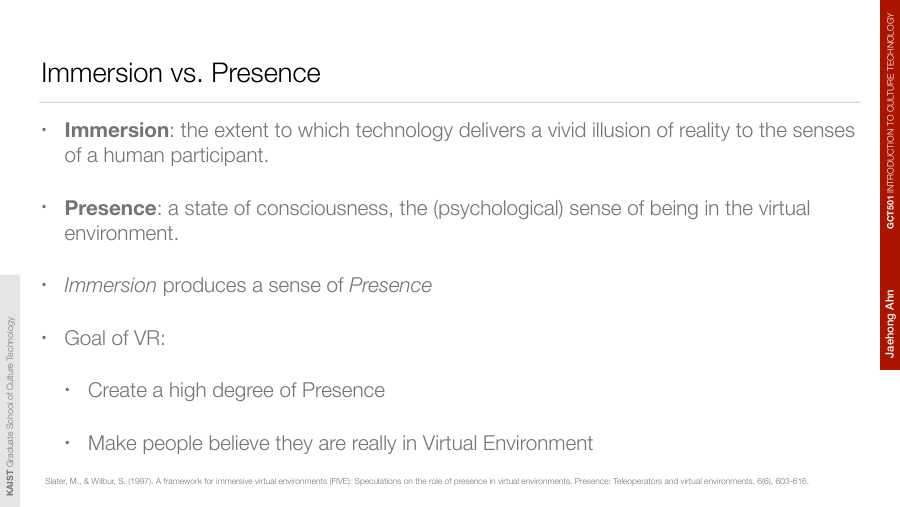 Immersion vs. Presence
• Immersion: the extent to which technology delivers a vivid illusion of reality to the senses
of a human participant.
• Presence: a state of consciousness, the (psychological) sense of being in the virtual
environment.
• Immersion produces a sense of Presence
• Goal of VR:
• Create a high degree of Presence
• Make people believe they are really in Virtual Environment
Slater, M., & Wilbur, S. (1997). A framework for immersive virtual environments (FIVE): Speculations on the role of presence in virtual environments. Presence: Teleoperators and virtual environments, 6(6), 603-616.
KAIST Graduate School of Culture Technology
GCT501 INTRODUCTION TO CULTURE TECHNOLOGY
Jaehong Ahn